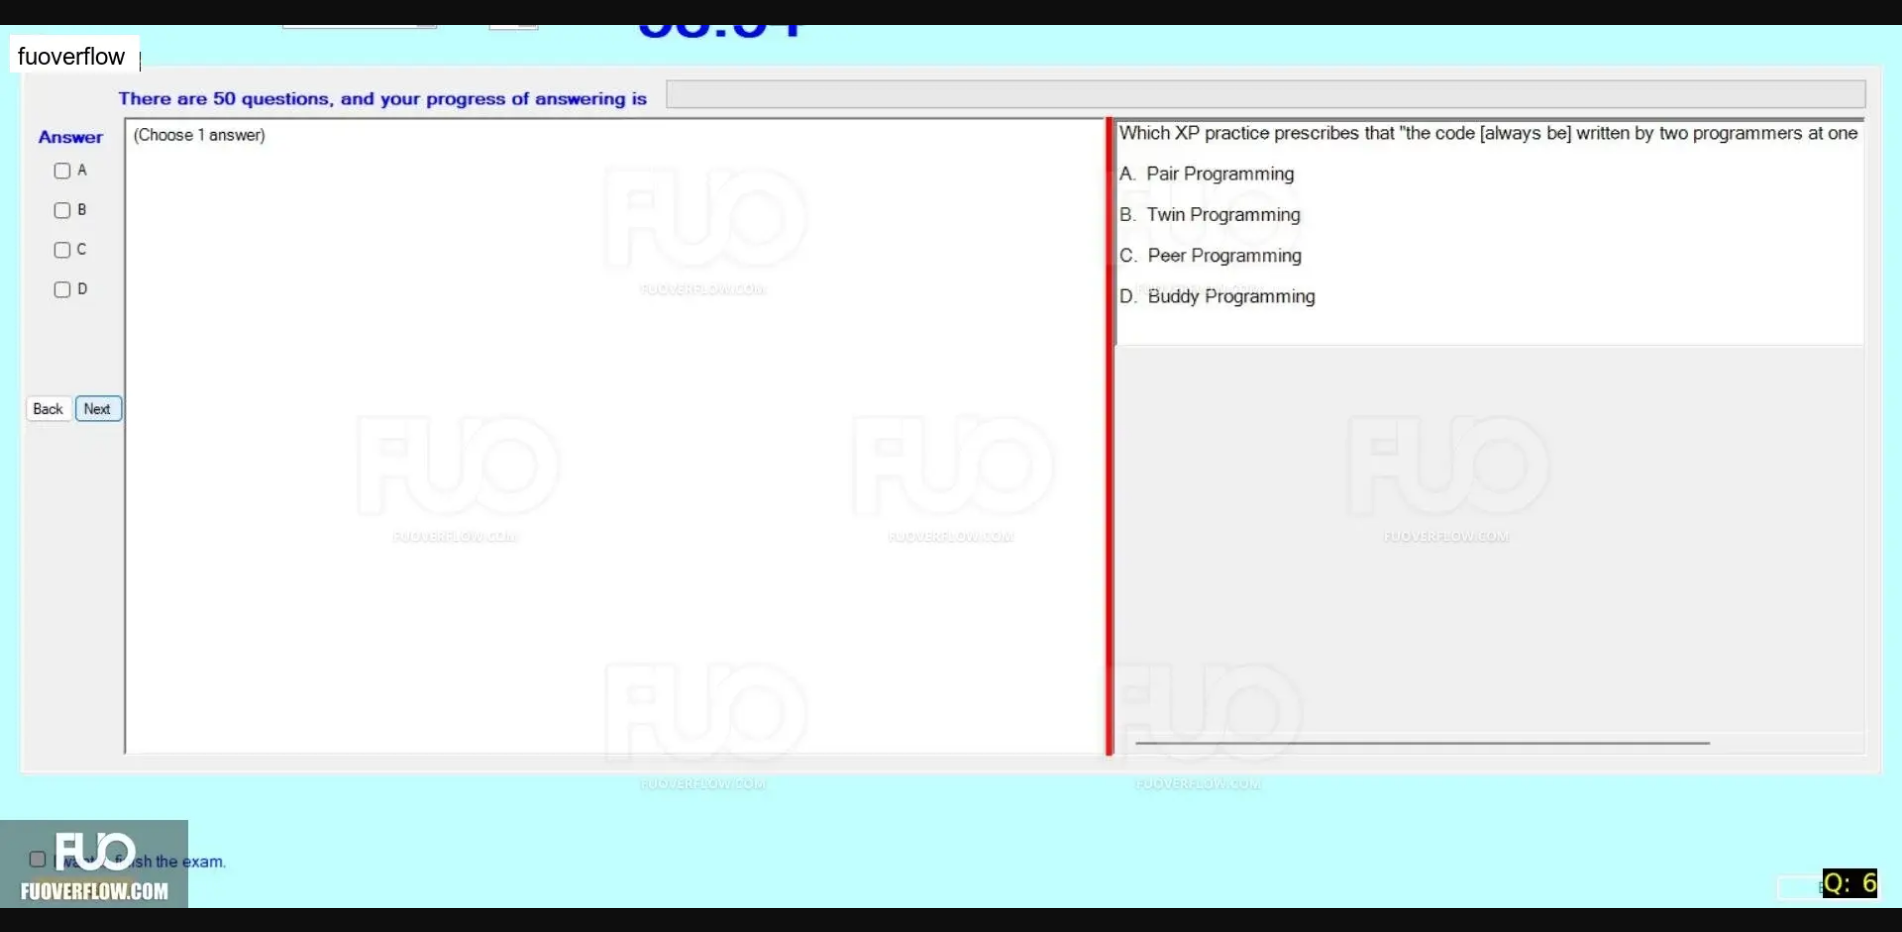 fuoverflow
There are 50 questions, and your progress of answering is
Answer
A
B
C
D
Back Next
(Choose 1 answer)
Which XP practice prescribes that "the code [always be] written by two programmers at one
A. Pair Programming
B. Twin Programming
C. Peer Programming
D. Buddy Programming
FUO
FUOVERFLOW.COM
FUO
FUOVERFLOW.COM
FUO
FUOVERFLOW.COM
FUO
FUOVERFLOW.COM
FUO
FUOVERFLOW.COM
FUO
FUOVERFLOW.COM
FUO
FUOVERFLOW.COM
the exam.
FUO
FUOVERFLOW.COM
Q: 6